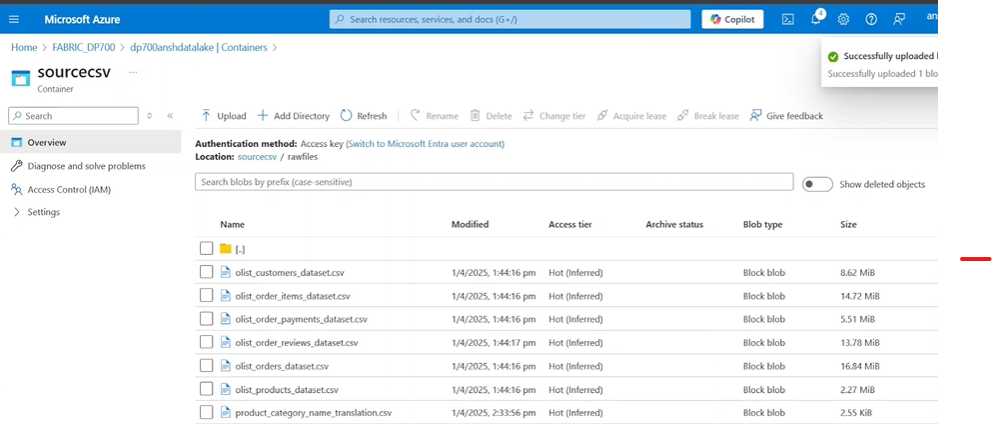 Microsoft Azure
Search resources, services, and docs (G+/)
Copilot
4
Home > FABRIC_DP700 > dp700anshdatalake | Containers >
sourcecsv ...
Container
Successfully uploaded
Successfully uploaded 1 blo
Search
Upload
Add Directory
Refresh
Rename
Delete
Change tier
Acquire lease
Break lease
Give feedback
Overview
Diagnose and solve problems
Access Control (IAM)
Settings
Authentication method: Access key (Switch to Microsoft Entra user account)
Location: sourcecsv / rawfiles
Search blobs by prefix (case-sensitive)
Show deleted objects
Name Modified Access tier Archive status Blob type Size
[..]
olist_customers_dataset.csv 1/4/2025, 1:44:16 pm Hot (Inferred) Block blob 8.62 MiB
olist_order_items_dataset.csv 1/4/2025, 1:44:16 pm Hot (Inferred) Block blob 14.72 MiB
olist_order_payments_dataset.csv 1/4/2025, 1:44:16 pm Hot (Inferred) Block blob 5.51 MiB
olist_order_reviews_dataset.csv 1/4/2025, 1:44:17 pm Hot (Inferred) Block blob 13.78 MiB
olist_orders_dataset.csv 1/4/2025, 1:44:16 pm Hot (Inferred) Block blob 16.84 MiB
olist_products_dataset.csv 1/4/2025, 1:44:16 pm Hot (Inferred) Block blob 2.27 MiB
product_category_name_translation.csv 1/4/2025, 2:33:56 pm Hot (Inferred) Block blob 2.55 KiB